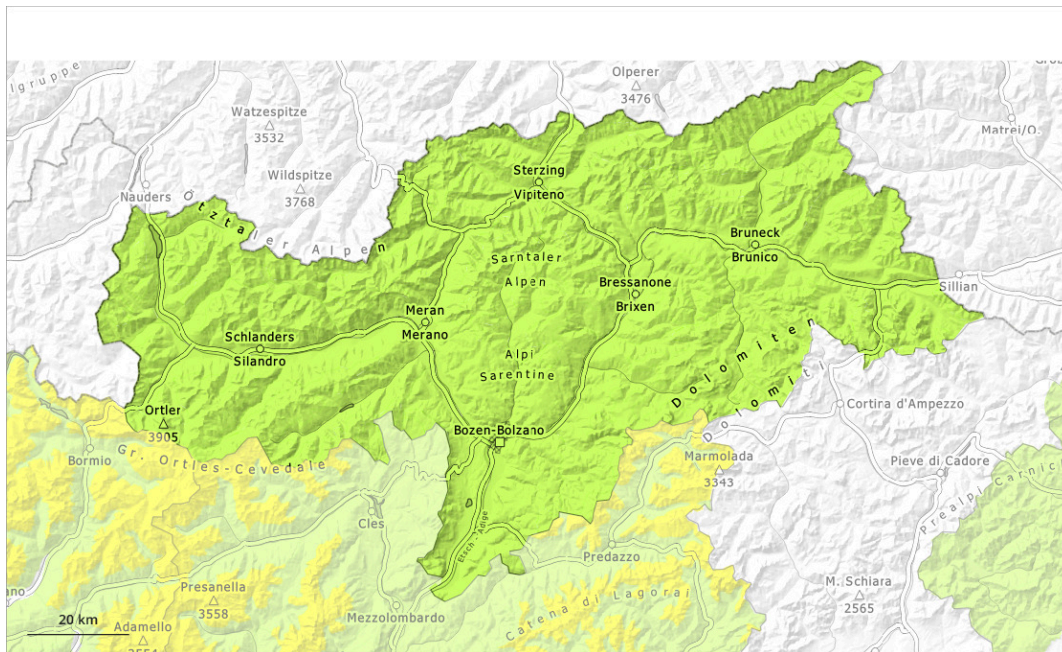 Olperer
3476
Watzespitze
3532
Matrei/O.
Sterzing
Vipiteno
Wildspitze
3768
Nauders
Ötztaler Alpen
Bruneck
Brunico
Sarntaler
Alpen
Bressanone
Brixen
Sillian
Meran
Merano
Schlanders
Silandro
Alpi
Sarentine
Dolomiten
Dolomiti
Cortina d'Ampezzo
Ortler
3905
Bozen-Bolzano
Bormio
Gr. Ortles-Cevedale
Marmolada
3343
Pieve di Cadore
Prealpi Carnic
Cles
Etsch - Adige
Predazzo
Presanella
3558
M. Schiara
2565
Mezzolombardo
Catena di Lagorai
20 km
Adamello